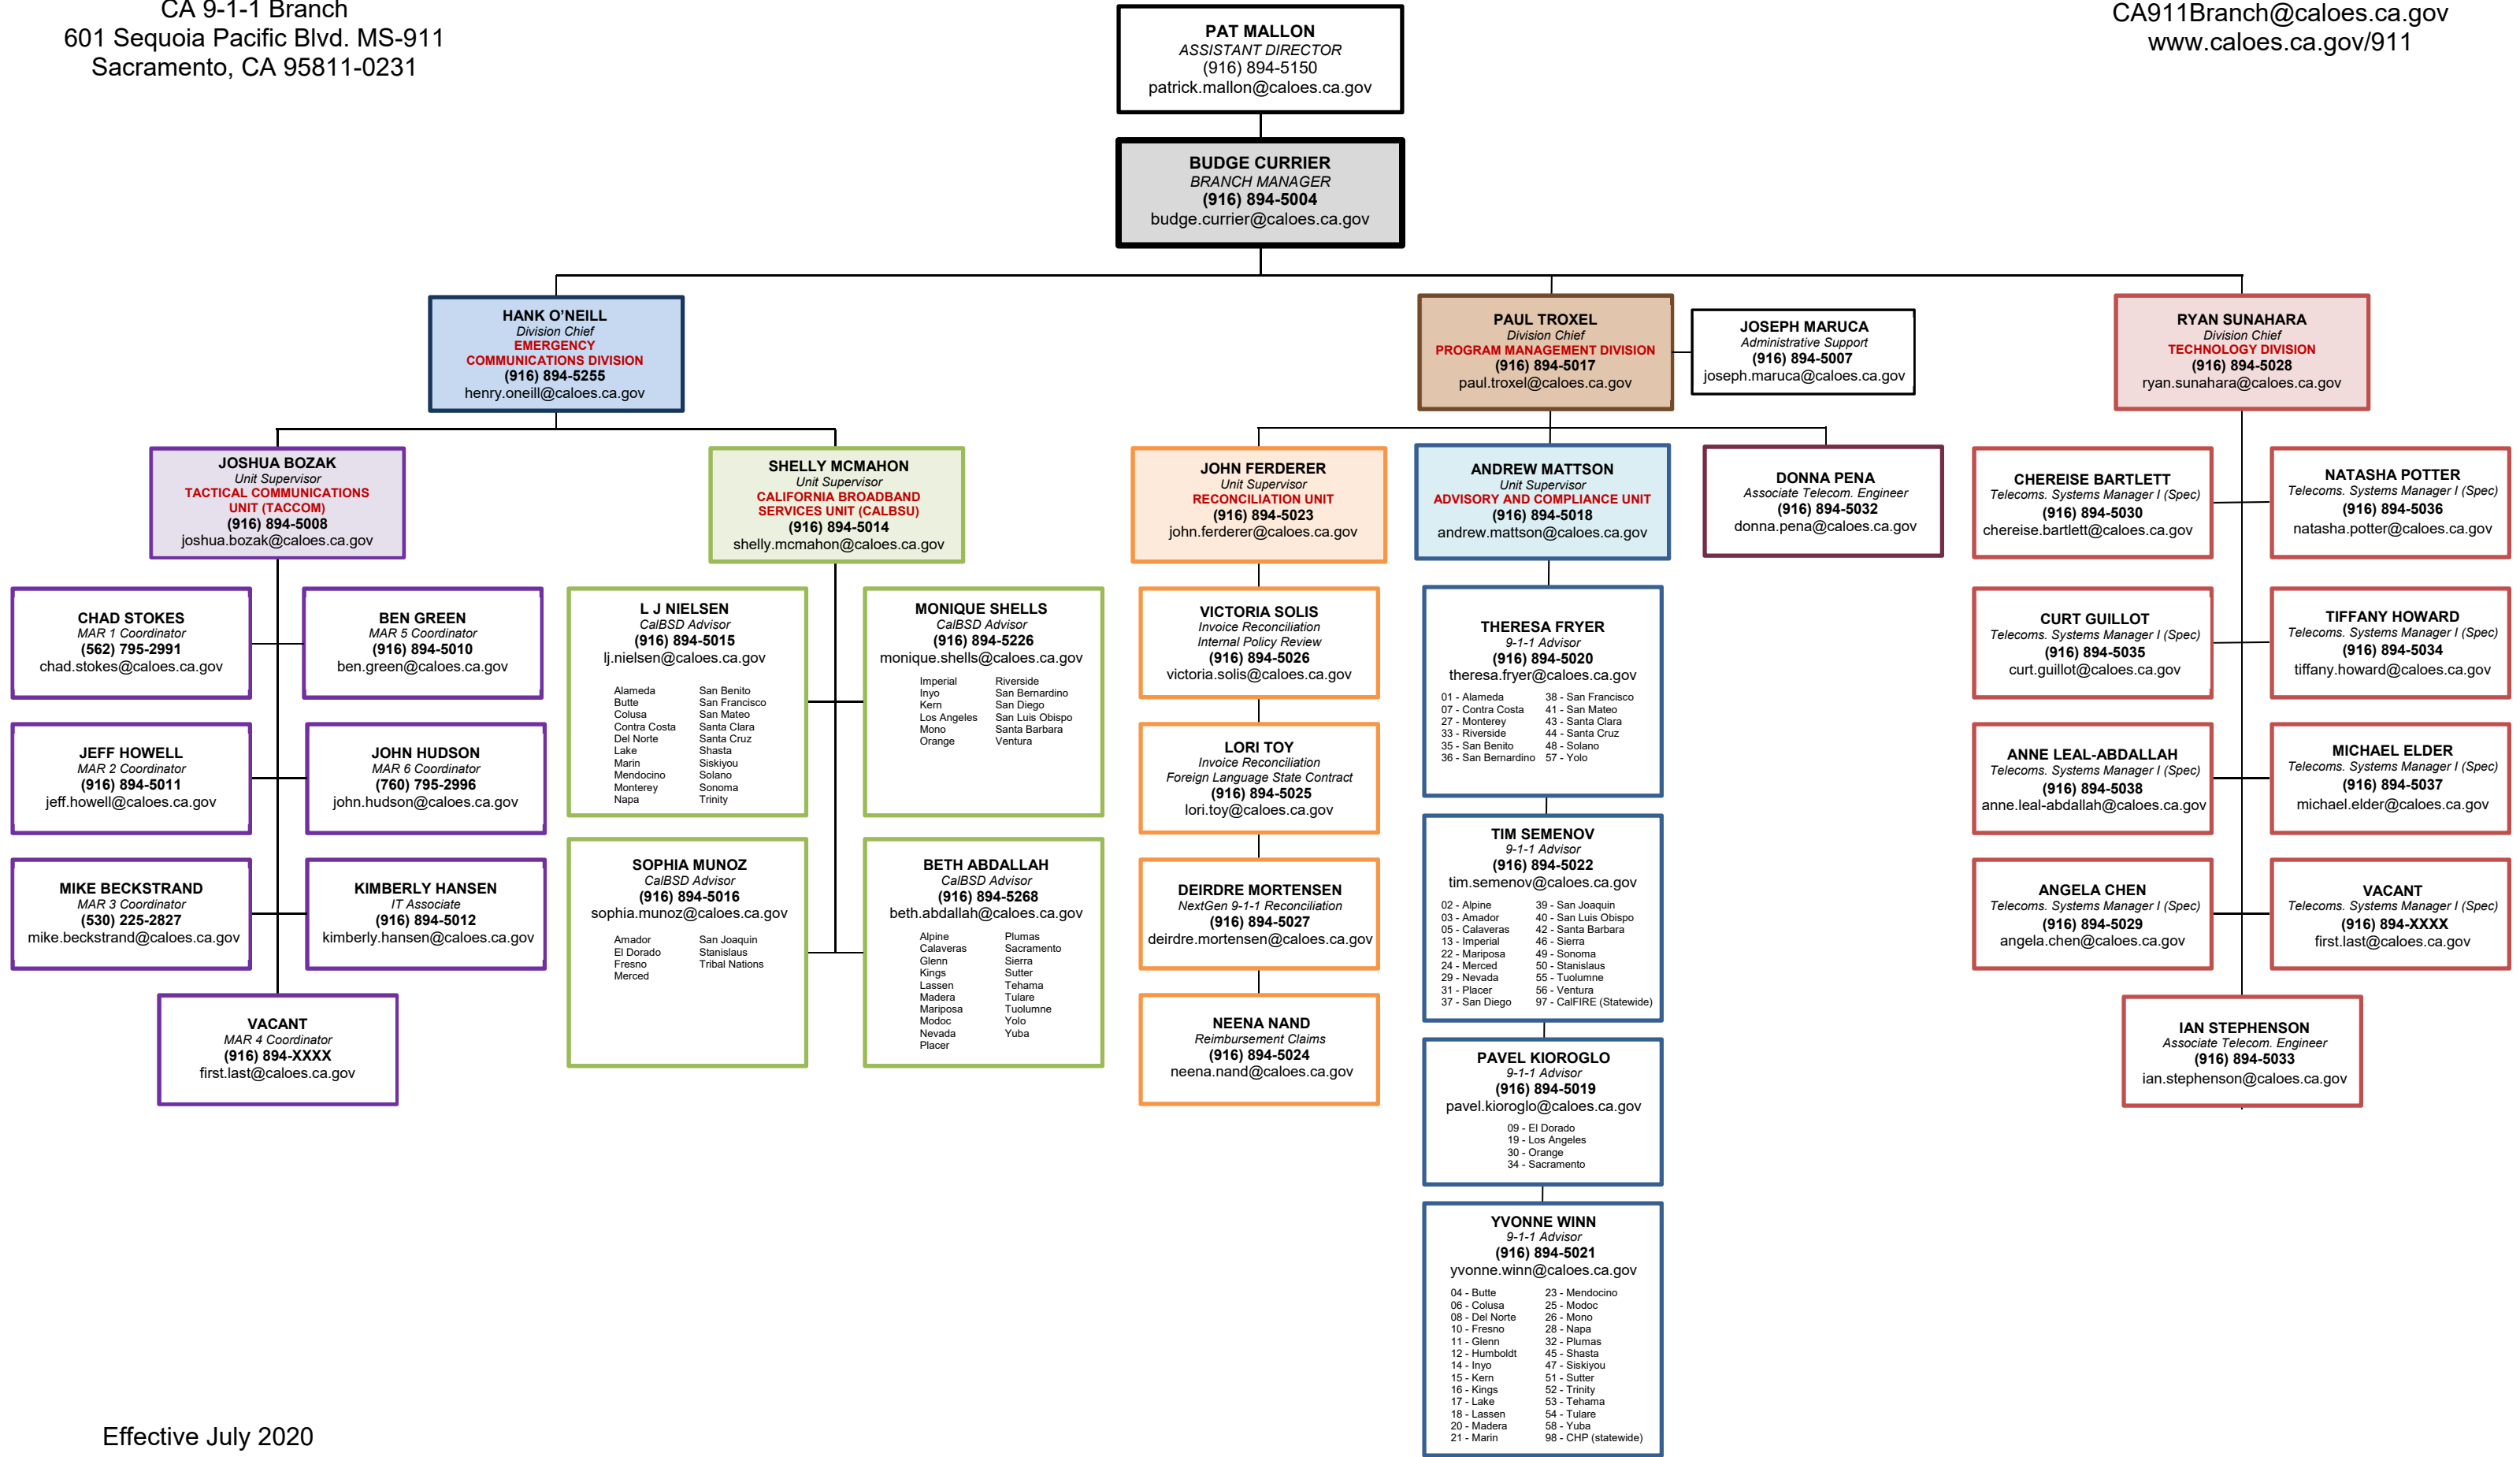 CA 9-1-1 Branch
601 Sequoia Pacific Blvd. MS-911
Sacramento, CA 95811-0231
CA911Branch@caloes.ca.gov
www.caloes.ca.gov/911
PAT MALLON
ASSISTANT DIRECTOR
(916) 894-5150
patrick.mallon@caloes.ca.gov
BUDGE CURRIER
BRANCH MANAGER
(916) 894-5004
budge.currier@caloes.ca.gov
HANK O’NEILL
Division Chief
EMERGENCY
COMMUNICATIONS DIVISION
(916) 894-5255
henry.oneill@caloes.ca.gov
PAUL TROXEL
Division Chief
PROGRAM MANAGEMENT DIVISION
(916) 894-5017
paul.troxel@caloes.ca.gov
JOSEPH MARUCA
Administrative Support
(916) 894-5007
joseph.maruca@caloes.ca.gov
RYAN SUNAHARA
Division Chief
TECHNOLOGY DIVISION
(916) 894-5028
ryan.sunahara@caloes.ca.gov
JOSHUA BOZAK
Unit Supervisor
TACTICAL COMMUNICATIONS
UNIT (TACCOM)
(916) 894-5008
joshua.bozak@caloes.ca.gov
CHAD STOKES
MAR 1 Coordinator
(562) 795-2991
chad.stokes@caloes.ca.gov
BEN GREEN
MAR 5 Coordinator
(916) 894-5010
ben.green@caloes.ca.gov
JEFF HOWELL
MAR 2 Coordinator
(916) 894-5011
jeff.howell@caloes.ca.gov
JOHN HUDSON
MAR 6 Coordinator
(760) 795-2996
john.hudson@caloes.ca.gov
MIKE BECKSTRAND
MAR 3 Coordinator
(530) 225-2827
mike.beckstrand@caloes.ca.gov
KIMBERLY HANSEN
IT Associate
(916) 894-5012
kimberly.hansen@caloes.ca.gov
VACANT
MAR 4 Coordinator
(916) 894-XXXX
first.last@caloes.ca.gov
SHELLY MCMAHON
Unit Supervisor
CALIFORNIA BROADBAND
SERVICES UNIT (CALBSU)
(916) 894-5014
shelly.mcmahon@caloes.ca.gov
L J NIELSEN
CalBSD Advisor
(916) 894-5015
lj.nielsen@caloes.ca.gov
Alameda San Benito
Butte San Francisco
Colusa San Mateo
Contra Costa Santa Clara
Del Norte Santa Cruz
Lake Shasta
Marin Siskiyou
Mendocino Solano
Monterey Sonoma
Napa Trinity
MONIQUE SHELLS
CalBSD Advisor
(916) 894-5226
monique.shells@caloes.ca.gov
Imperial Riverside
Inyo San Bernardino
Kern San Diego
Los Angeles San Luis Obispo
Mono Santa Barbara
Orange Ventura
SOPHIA MUNOZ
CalBSD Advisor
(916) 894-5016
sophia.munoz@caloes.ca.gov
Amador San Joaquin
El Dorado Stanislaus
Fresno Tribal Nations
Merced
BETH ABDALLAH
CalBSD Advisor
(916) 894-5268
beth.abdallah@caloes.ca.gov
Alpine Plumas
Calaveras Sacramento
Glenn Sierra
Kings Sutter
Lassen Tehama
Madera Tulare
Mariposa Tuolumne
Modoc Yolo
Nevada Yuba
Placer
JOHN FERDERER
Unit Supervisor
RECONCILIATION UNIT
(916) 894-5023
john.ferderer@caloes.ca.gov
VICTORIA SOLIS
Invoice Reconciliation
Internal Policy Review
(916) 894-5026
victoria.solis@caloes.ca.gov
LORI TOY
Invoice Reconciliation
Foreign Language State Contract
(916) 894-5025
lori.toy@caloes.ca.gov
DEIRDRE MORTENSEN
NextGen 9-1-1 Reconciliation
(916) 894-5027
deirdre.mortensen@caloes.ca.gov
NEENA NAND
Reimbursement Claims
(916) 894-5024
neena.nand@caloes.ca.gov
ANDREW MATTSON
Unit Supervisor
ADVISORY AND COMPLIANCE UNIT
(916) 894-5018
andrew.mattson@caloes.ca.gov
THERESA FRYER
9-1-1 Advisor
(916) 894-5020
theresa.fryer@caloes.ca.gov
01 - Alameda 38 - San Francisco
07 - Contra Costa 41 - San Mateo
27 - Monterey 43 - Santa Clara
33 - Riverside 44 - Santa Cruz
35 - San Benito 48 - Solano
36 - San Bernardino 57 - Yolo
TIM SEMENOV
9-1-1 Advisor
(916) 894-5022
tim.semenov@caloes.ca.gov
02 - Alpine 39 - San Joaquin
03 - Amador 40 - San Luis Obispo
05 - Calaveras 42 - Santa Barbara
13 - Imperial 46 - Sierra
22 - Mariposa 49 - Sonoma
24 - Merced 50 - Stanislaus
29 - Nevada 55 - Tuolumne
31 - Placer 56 - Ventura
37 - San Diego 97 - CalFIRE (Statewide)
PAVEL KIOROGLO
9-1-1 Advisor
(916) 894-5019
pavel.kioroglo@caloes.ca.gov
09 - El Dorado
19 - Los Angeles
30 - Orange
34 - Sacramento
YVONNE WINN
9-1-1 Advisor
(916) 894-5021
yvonne.winn@caloes.ca.gov
04 - Butte 23 - Mendocino
06 - Colusa 25 - Modoc
08 - Del Norte 26 - Mono
10 - Fresno 28 - Napa
11 - Glenn 32 - Plumas
12 - Humboldt 45 - Shasta
14 - Inyo 47 - Siskiyou
15 - Kern 51 - Sutter
16 - Kings 52 - Trinity
17 - Lake 53 - Tehama
18 - Lassen 54 - Tulare
20 - Madera 58 - Yuba
21 - Marin 98 - CHP (statewide)
DONNA PENA
Associate Telecom. Engineer
(916) 894-5032
donna.pena@caloes.ca.gov
CHEREISE BARTLETT
Telecoms. Systems Manager I (Spec)
(916) 894-5030
chereise.bartlett@caloes.ca.gov
NATASHA POTTER
Telecoms. Systems Manager I (Spec)
(916) 894-5036
natasha.potter@caloes.ca.gov
CURT GUILLOT
Telecoms. Systems Manager I (Spec)
(916) 894-5035
curt.guillot@caloes.ca.gov
TIFFANY HOWARD
Telecoms. Systems Manager I (Spec)
(916) 894-5034
tiffany.howard@caloes.ca.gov
ANNE LEAL-ABDALLAH
Telecoms. Systems Manager I (Spec)
(916) 894-5038
anne.leal-abdallah@caloes.ca.gov
MICHAEL ELDER
Telecoms. Systems Manager I (Spec)
(916) 894-5037
michael.elder@caloes.ca.gov
ANGELA CHEN
Telecoms. Systems Manager I (Spec)
(916) 894-5029
angela.chen@caloes.ca.gov
VACANT
Telecoms. Systems Manager I (Spec)
(916) 894-XXXX
first.last@caloes.ca.gov
IAN STEPHENSON
Associate Telecom. Engineer
(916) 894-5033
ian.stephenson@caloes.ca.gov
Effective July 2020